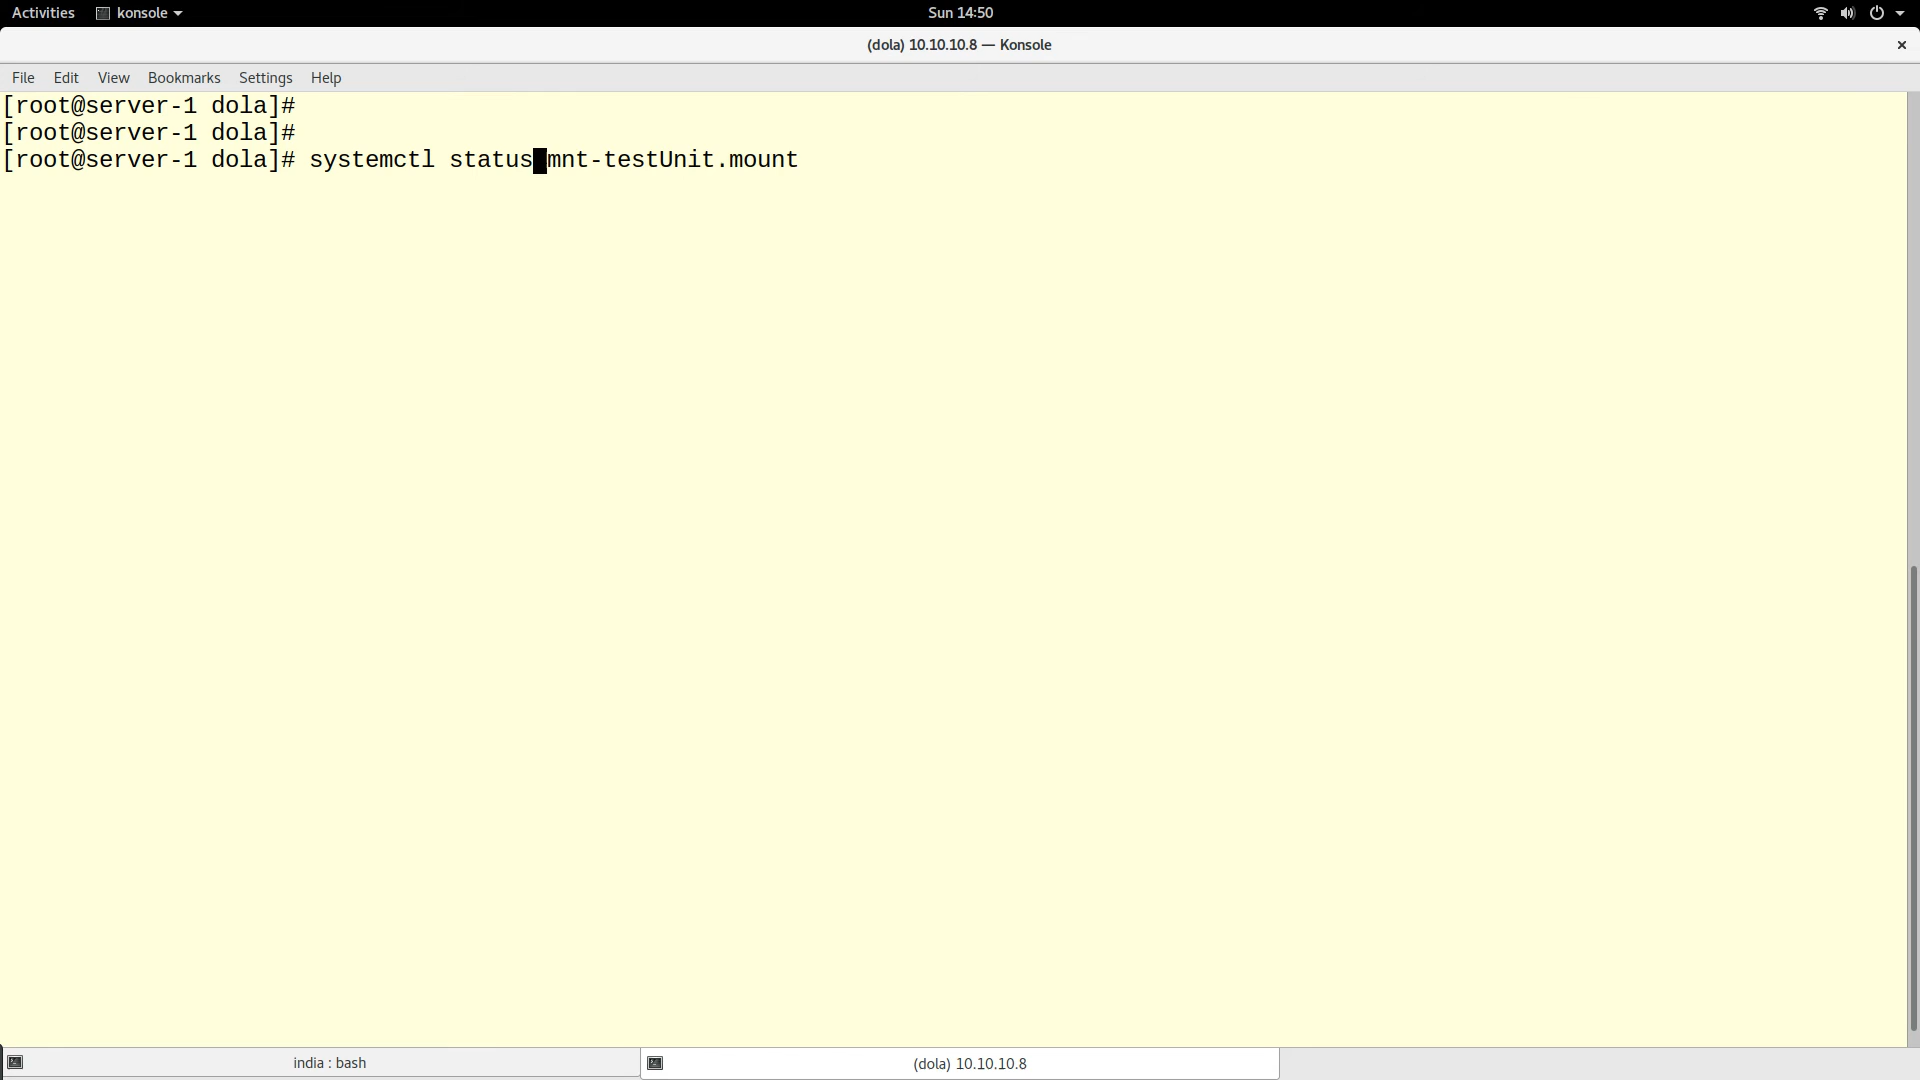 Activities konsole Sun 14:50
(dola) 10.10.10.8 — Konsole
File Edit View Bookmarks Settings Help
[root@server-1 dola]#
[root@server-1 dola]#
[root@server-1 dola]# systemctl status mnt-testUnit.mount
india : bash (dola) 10.10.10.8